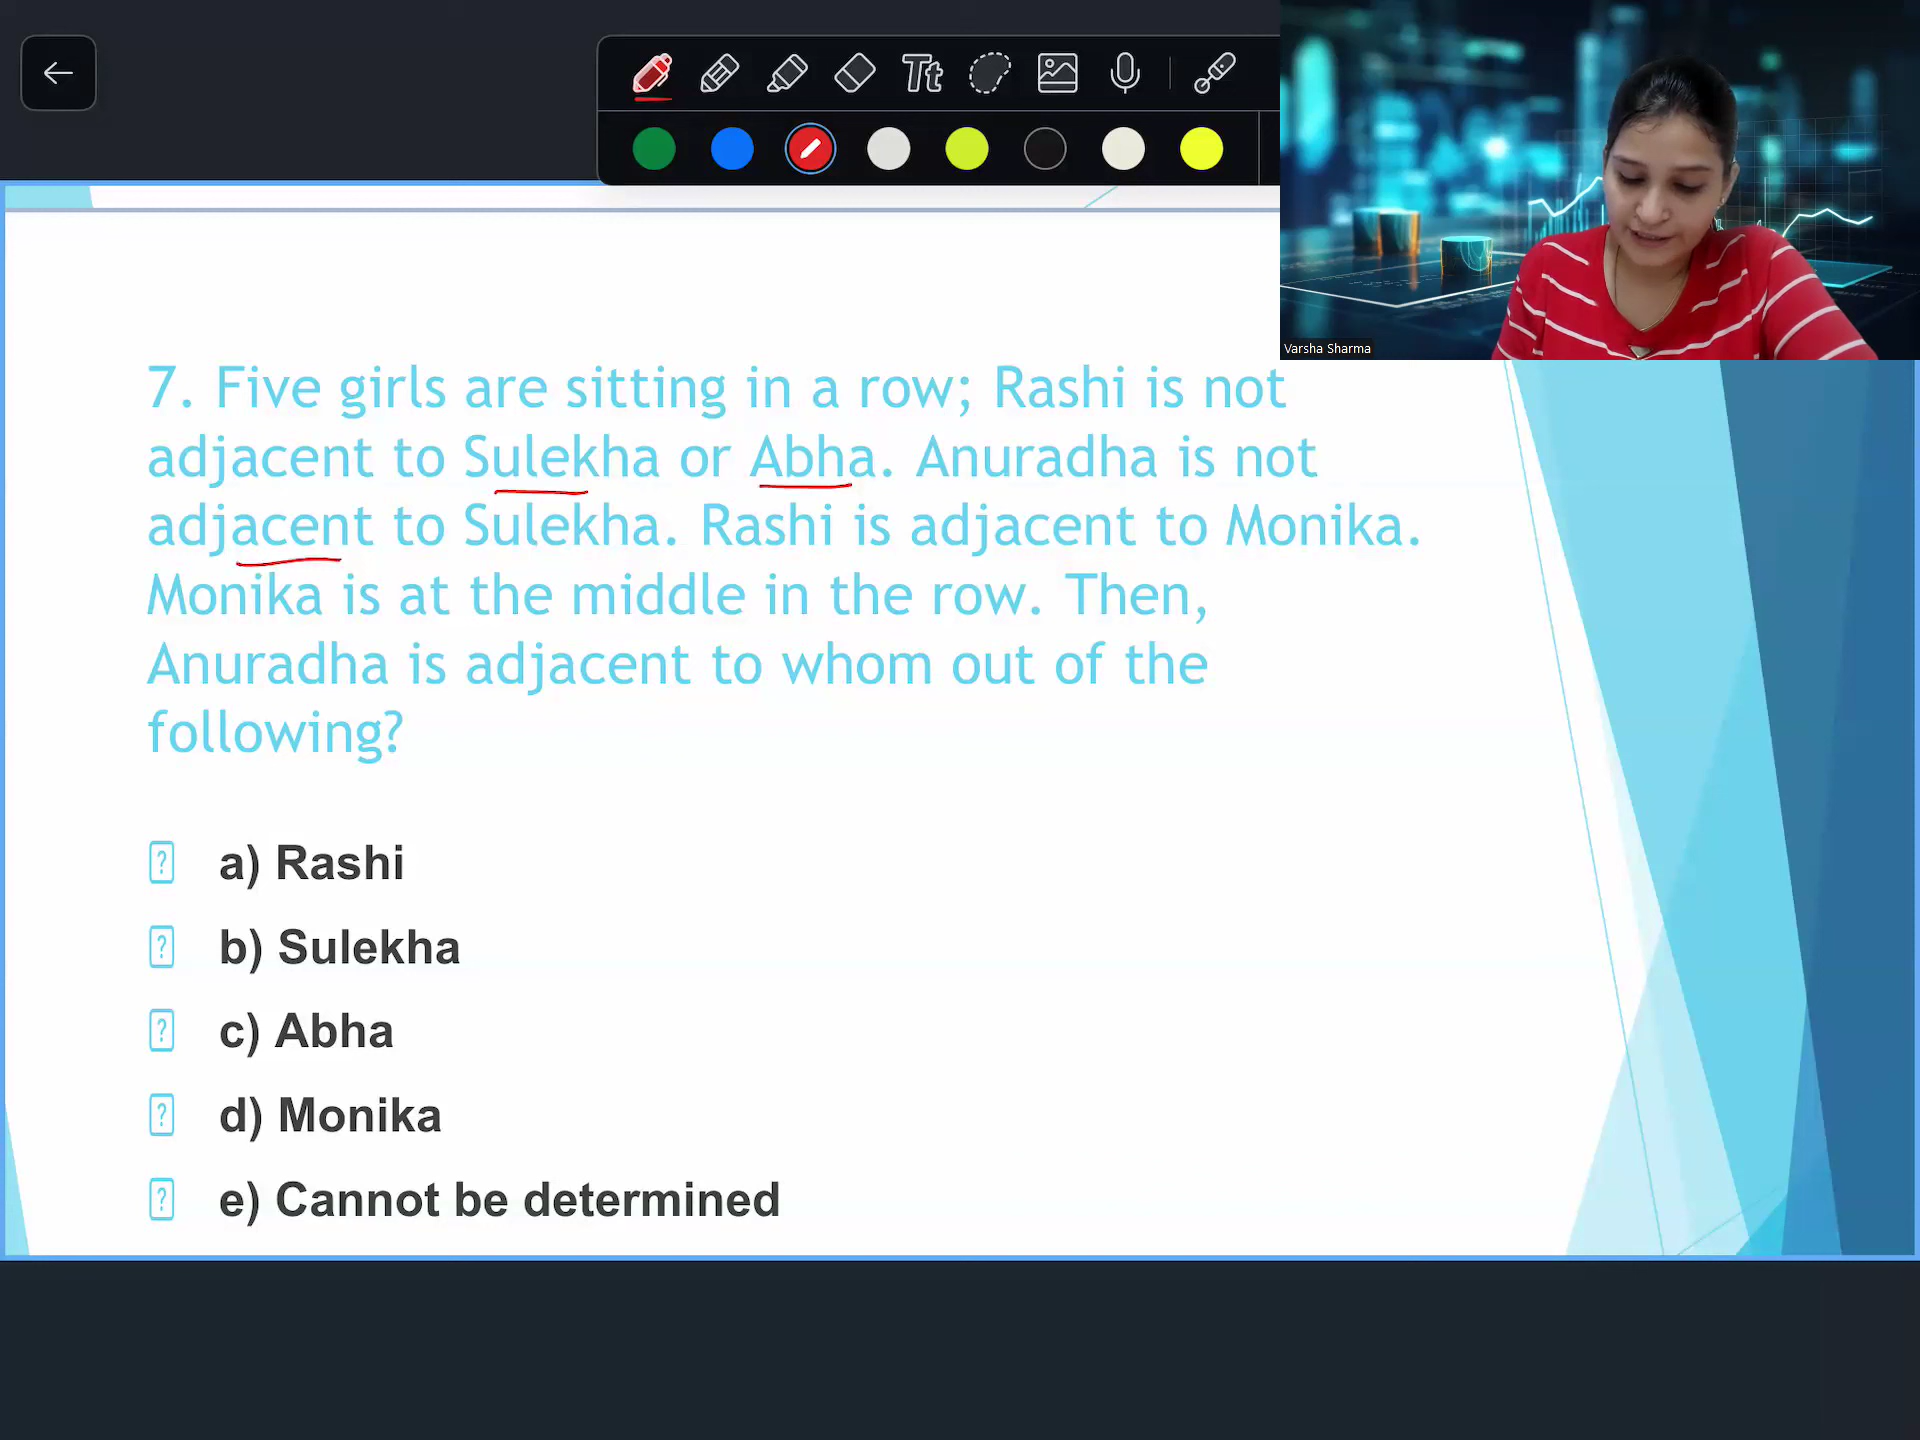 Tt
Varsha Sharma
7. Five girls are sitting in a row; Rashi is not
adjacent to Sulekha or Abha. Anuradha is not
adjacent to Sulekha. Rashi is adjacent to Monika.
Monika is at the middle in the row. Then,
Anuradha is adjacent to whom out of the
following?
a) Rashi
b) Sulekha
c) Abha
d) Monika
e) Cannot be determined